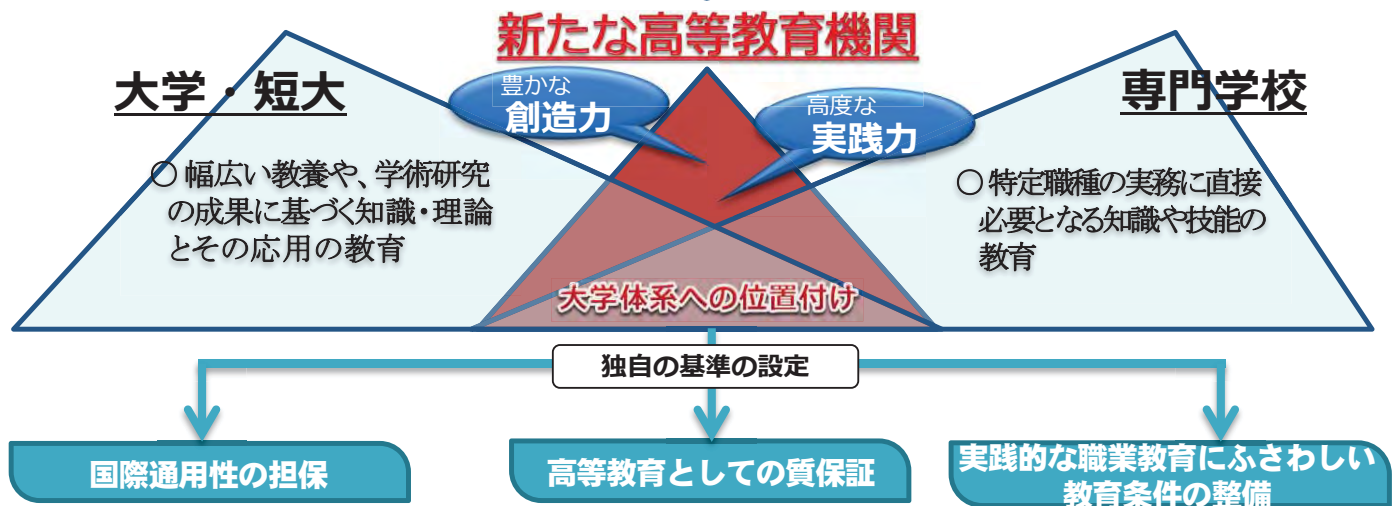 新たな高等教育機関
大学・短大
豊かな
創造力
高度な
実践力
専門学校
○ 幅広い教養や、学術研究
の成果に基づく知識・理論
とその応用の教育
○ 特定職種の実務に直接
必要となる知識や技能の
教育
大学体系への位置付け
独自の基準の設定
国際通用性の担保
高等教育としての質保証
実践的な職業教育にふさわしい
教育条件の整備